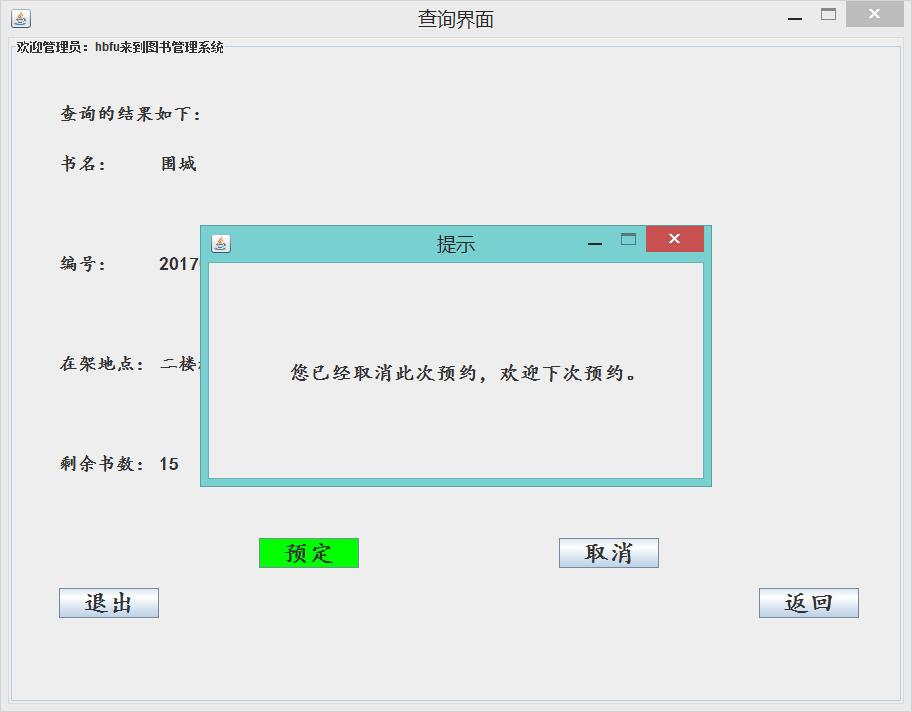 查询界面
欢迎管理员：hbfu来到图书管理系统
查询的结果如下：
书名： 围城
提示
编号： 2017
您已经取消此次预约，欢迎下次预约。
在架地点： 二楼
剩余书数： 15
预定 取消
退出 返回